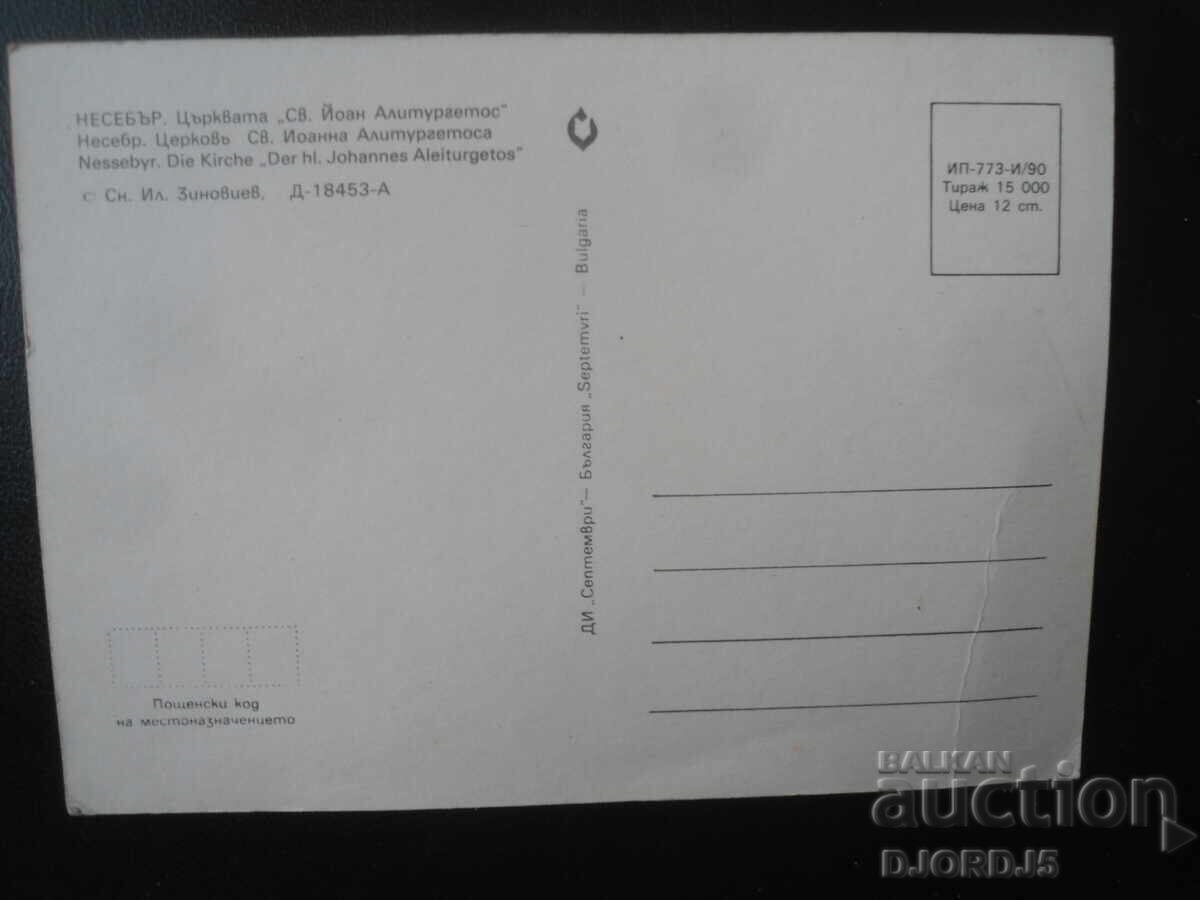 НЕСЕБЪР. Църквата „Св. Йоан Алитургетос"
Несебр. Церковь Св. Иоанна Алитургетоса
Nessebyr. Die Kirche „Der hl. Johannes Aleiturgetos"
© Сн. Ил. Зиновиев, Д-18453-А
ДИ „Септември"— България „Septemvri" — Bulgaria
ИП-773-И/90
Тираж 15 000
Цена 12 ст.
Пощенски код
на местоназначението
BALKAN
auction
DJORDJ5